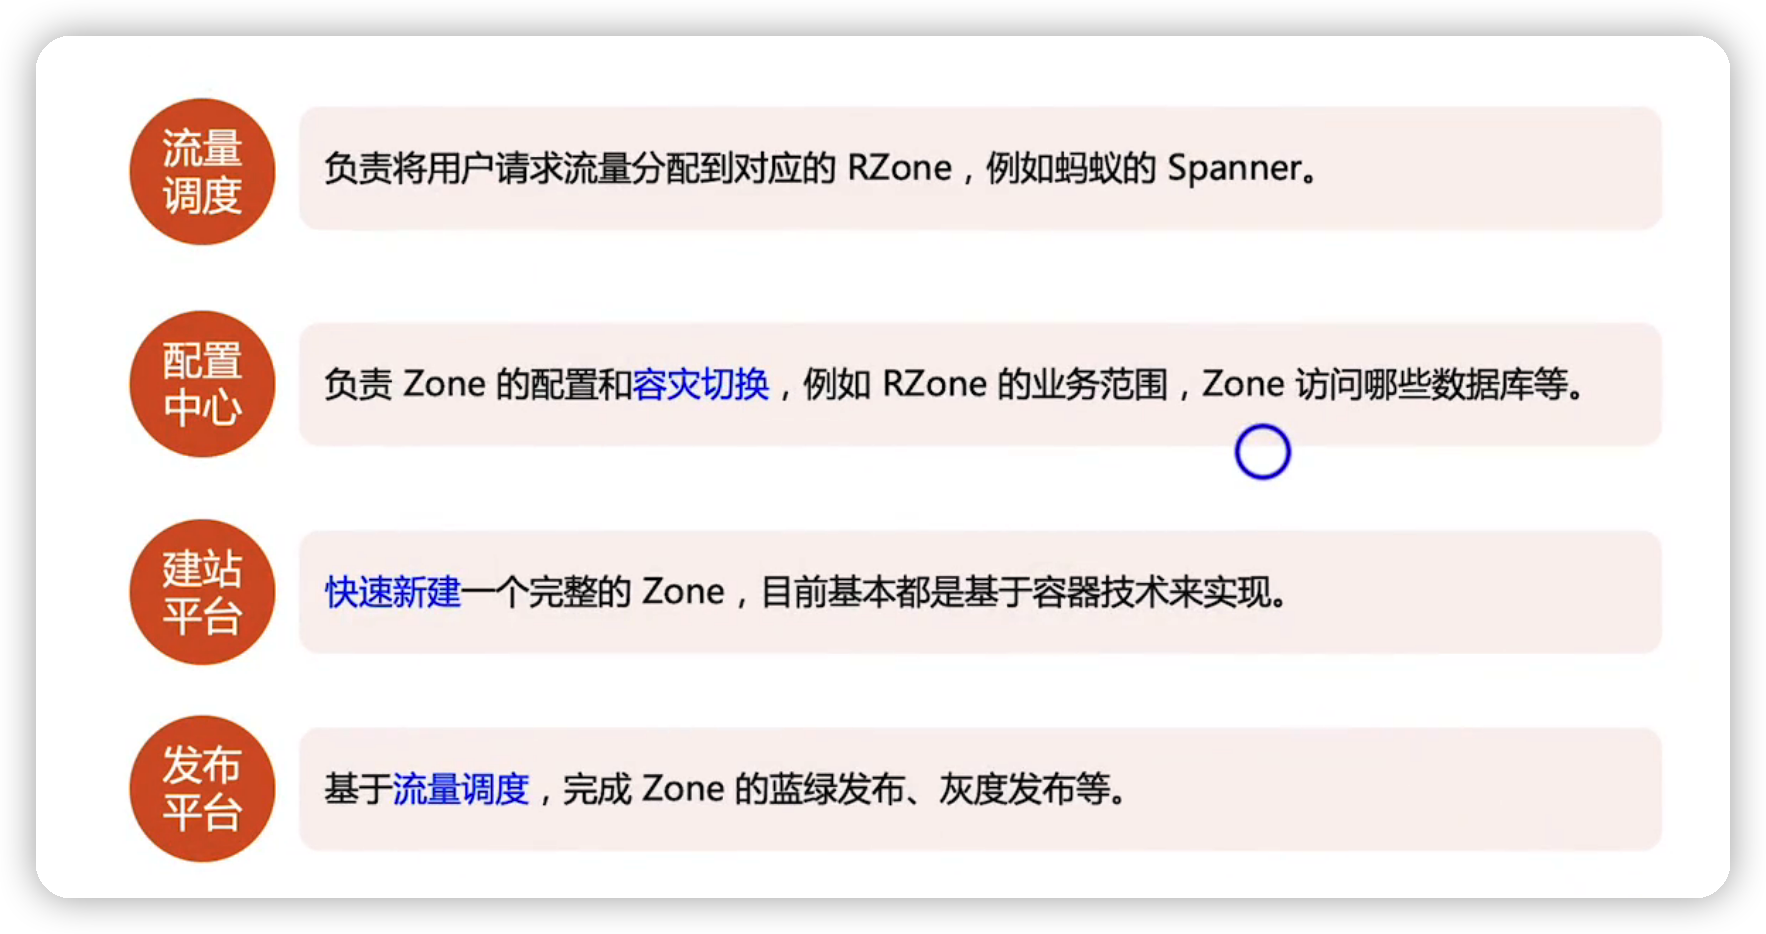 流量
调度
负责将用户请求流量分配到对应的 RZone，例如蚂蚁的 Spanner。
配置
中心
负责 Zone 的配置和容灾切换，例如 RZone 的业务范围，Zone 访问哪些数据库等。
建站
平台
快速新建一个完整的 Zone，目前基本都是基于容器技术来实现。
发布
平台
基于流量调度，完成 Zone 的蓝绿发布、灰度发布等。